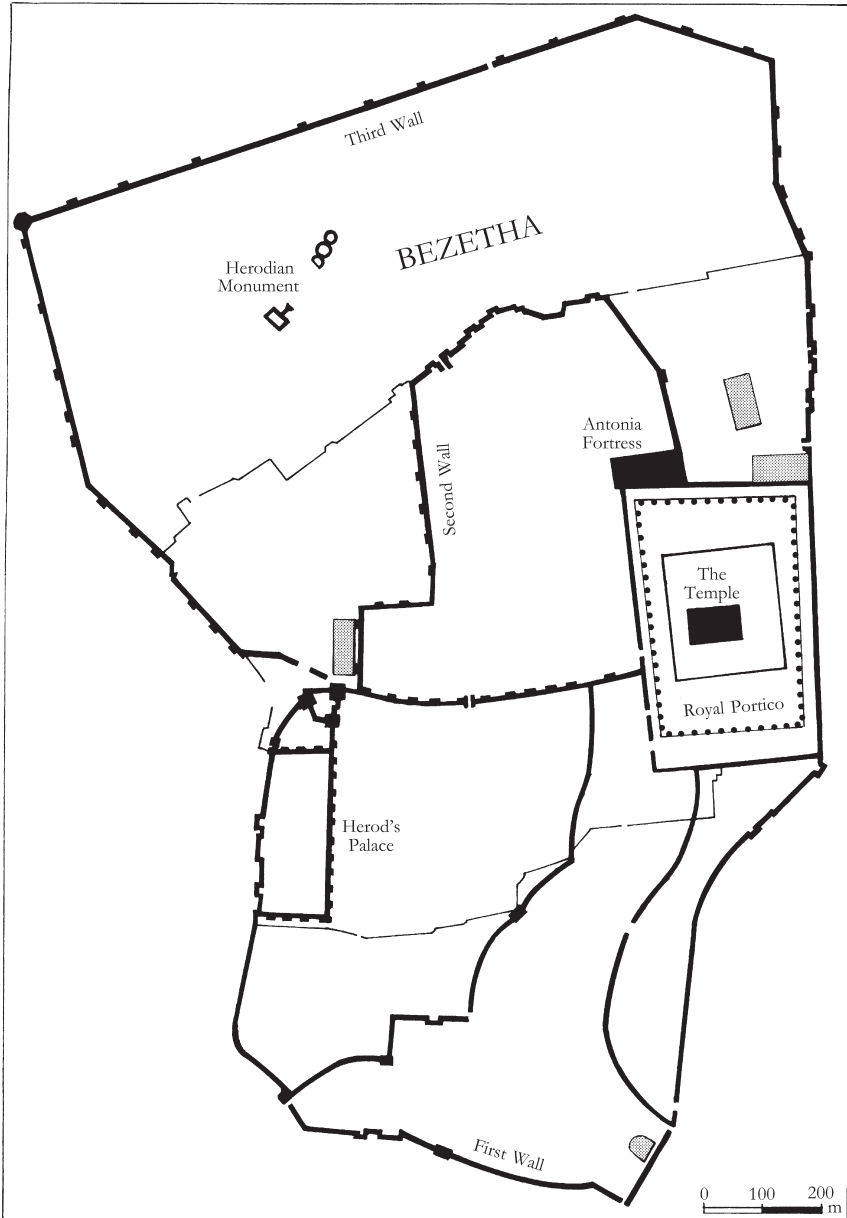 Third Wall
BEZETHA
Herodian
Monument
Antonia
Fortress
Second Wall
The
Temple
Royal Portico
Herod's
Palace
First Wall
0 100 200
m